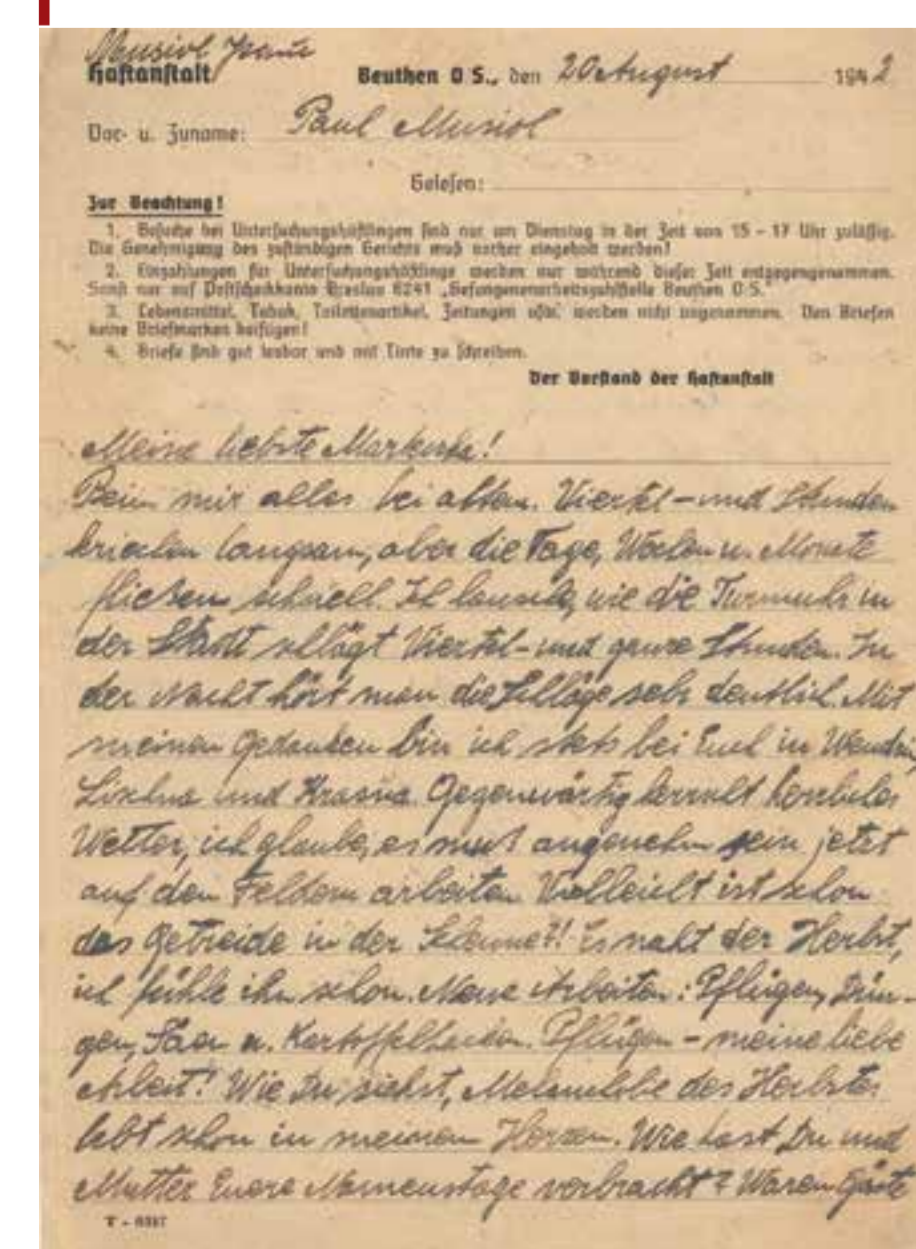 Musiol Paul
Haftanstalt Beuthen O S., den 20 August 1942
Vor- u. Zuname: Paul Musiol
Gelesen:
Zur Beachtung!
1. Besuche bei Untersuchungshäftlingen sind nur am Dienstag in der Zeit von 15 - 17 Uhr zulässig.
Die Genehmigung des zuständigen Gerichts muß vorher eingeholt werden!
2. Einzahlungen für Untersuchungshäftlinge werden nur während dieser Zeit entgegengenommen.
Sonst nur auf Postscheckkonto Breslau 6241 „Gefangenenarbeitszahlstelle Beuthen O S."
3. Lebensmittel, Tabak, Toilettenartikel, Zeitungen usw. werden nicht angenommen. Den Briefen
keine Briefmarken beifügen!
4. Briefe sind gut lesbar und mit Tinte zu schreiben.
Der Vorstand der Haftanstalt
Meine liebste !
Bein mir alles bei alten. Viertel- und Stunden
kriechen langsam, aber die Tage, Wochen u. Monate
fliehen schnell. Ich lausche, wie die Turmuhr in
der Stadt schlägt Viertel- und ganze Stunden. In
der Nacht hört man die Schläge sehr deutlich. Mit
meinen Gedanken bin ich stets bei Euch in
und Krasna. Gegenwärtig herrscht herrliches
Wetter, ich glaube, es muß angenehm sein jetzt
auf den Feldern arbeiten. Vielleicht ist schon
das Getreide in der Scheune?! Es naht der Herbst,
ich fühle ihn schon. Meine Arbeiten: Pflügen, Dün-
gen, Säen u. Pflügen - meine liebe
Arbeit! Wie Du siehst, Melancholie des Herbstes
lebt schon in meinem Herzen. Wie hast Du und
Mutter Euere Namenstage verbracht? Waren Gäste
T - 0317